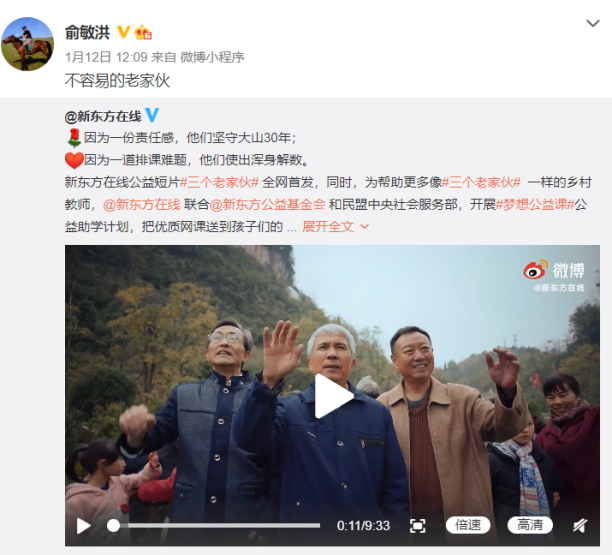 俞敏洪
1月12日 12:09 来自 微博小程序
不容易的老家伙
@新东方在线
因为一份责任感，他们坚守大山30年；
因为一道排课难题，他们使出浑身解数。
新东方在线公益短片#三个老家伙# 全网首发，同时，为帮助更多像#三个老家伙# 一样的乡村
教师，@新东方在线 联合@新东方公益基金会 和民盟中央社会服务部，开展#梦想公益课#公
益助学计划，把优质网课送到孩子们的 ... 展开全文
微博
@新东方在线
0:11/9:33
倍速
高清